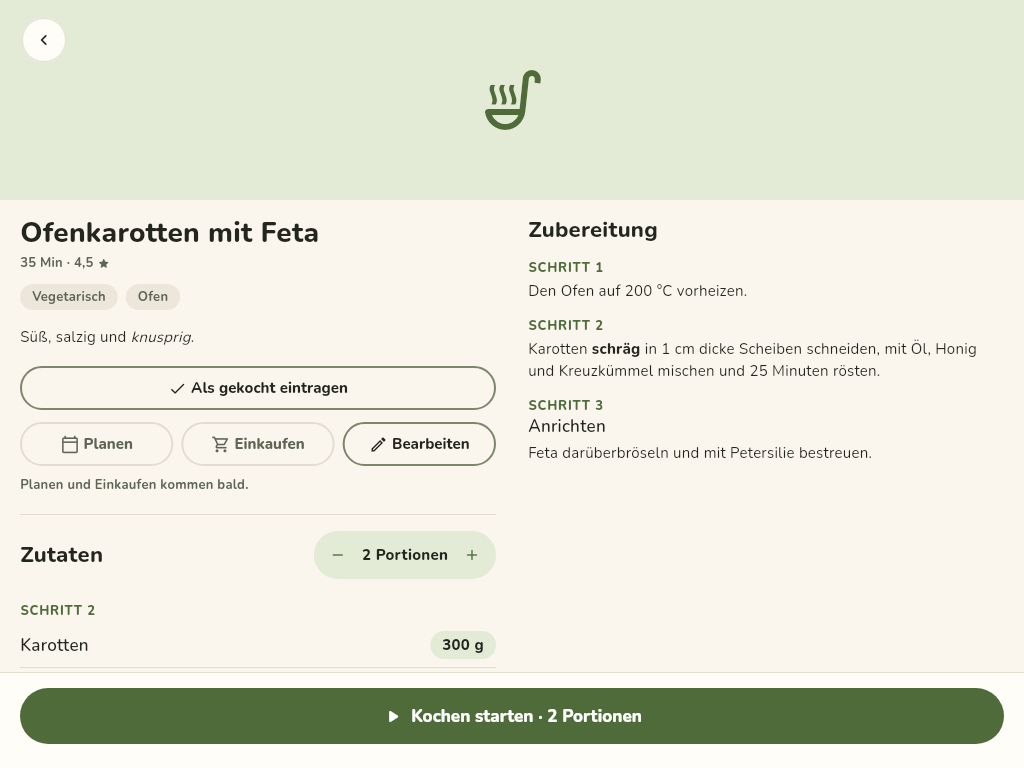 Ofenkarotten mit Feta
35 Min · 4,5 ★
Vegetarisch
Ofen
Süß, salzig und knusprig.
Als gekocht eintragen
Planen
Einkaufen
Bearbeiten
Planen und Einkaufen kommen bald.
Zutaten
− 2 Portionen +
SCHRITT 2
Karotten
300 g
Zubereitung
SCHRITT 1
Den Ofen auf 200 °C vorheizen.
SCHRITT 2
Karotten schräg in 1 cm dicke Scheiben schneiden, mit Öl, Honig
und Kreuzkümmel mischen und 25 Minuten rösten.
SCHRITT 3
Anrichten
Feta darüberbröseln und mit Petersilie bestreuen.
Kochen starten · 2 Portionen